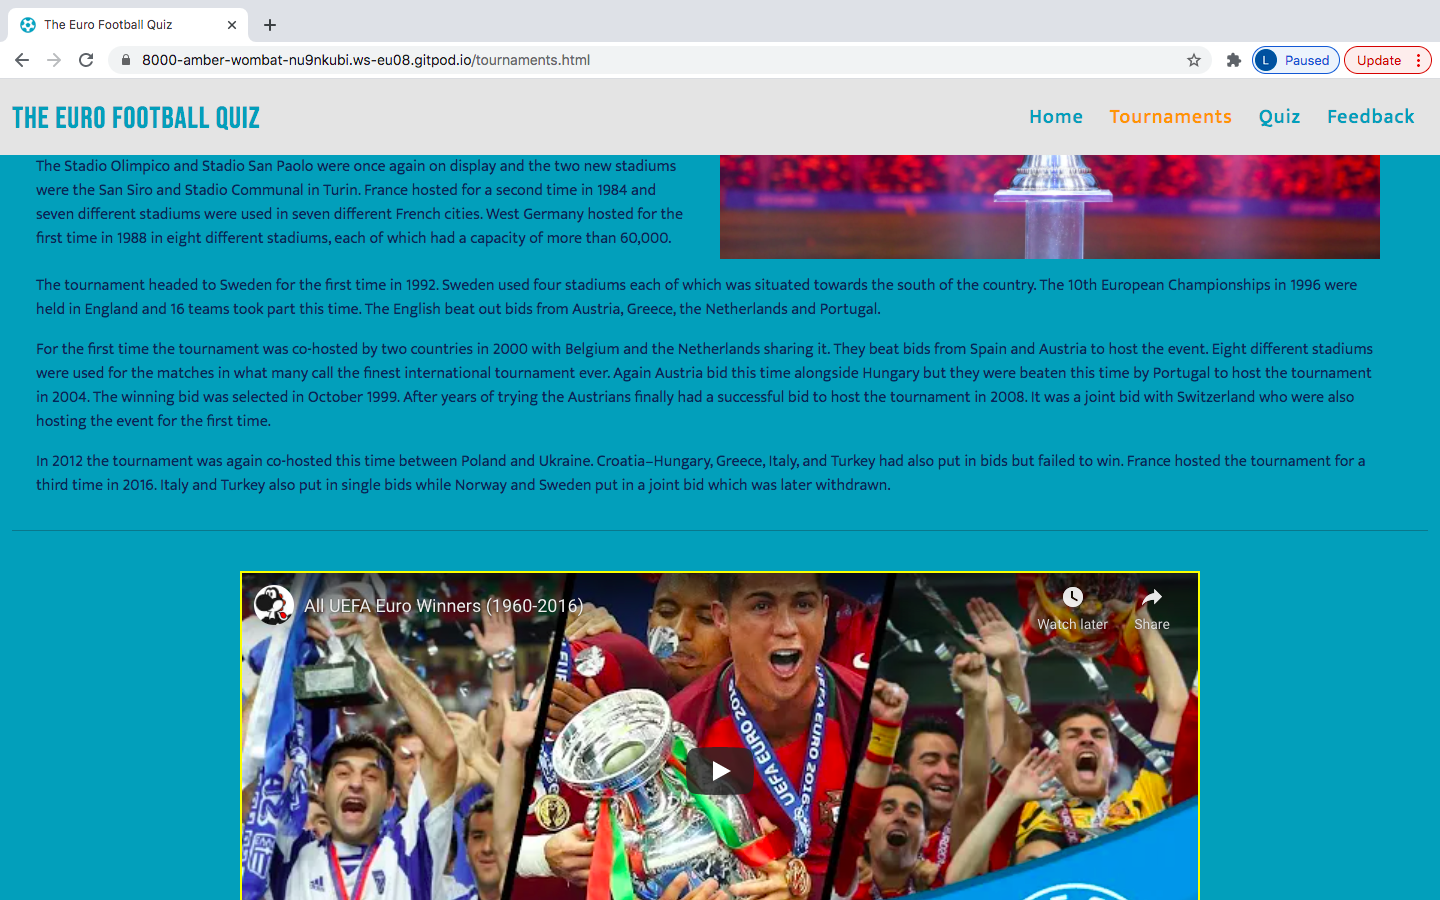 The Euro Football Quiz
8000-amber-wombat-nu9nkubi.ws-eu08.gitpod.io/tournaments.html
L Paused
Update
THE EURO FOOTBALL QUIZ
Home Tournaments Quiz Feedback
The Stadio Olimpico and Stadio San Paolo were once again on display and the two new stadiums
were the San Siro and Stadio Communal in Turin. France hosted for a second time in 1984 and
seven different stadiums were used in seven different French cities. West Germany hosted for the
first time in 1988 in eight different stadiums, each of which had a capacity of more than 60,000.
The tournament headed to Sweden for the first time in 1992. Sweden used four stadiums each of which was situated towards the south of the country. The 10th European Championships in 1996 were
held in England and 16 teams took part this time. The English beat out bids from Austria, Greece, the Netherlands and Portugal.
For the first time the tournament was co-hosted by two countries in 2000 with Belgium and the Netherlands sharing it. They beat bids from Spain and Austria to host the event. Eight different stadiums
were used for the matches in what many call the finest international tournament ever. Again Austria bid this time alongside Hungary but they were beaten this time by Portugal to host the tournament
in 2004. The winning bid was selected in October 1999. After years of trying the Austrians finally had a successful bid to host the tournament in 2008. It was a joint bid with Switzerland who were also
hosting the event for the first time.
In 2012 the tournament was again co-hosted this time between Poland and Ukraine. Croatia–Hungary, Greece, Italy, and Turkey had also put in bids but failed to win. France hosted the tournament for a
third time in 2016. Italy and Turkey also put in single bids while Norway and Sweden put in a joint bid which was later withdrawn.
All UEFA Euro Winners (1960-2016)
Watch later
Share
UEFA EURO 2016
UEFA EURO 2016